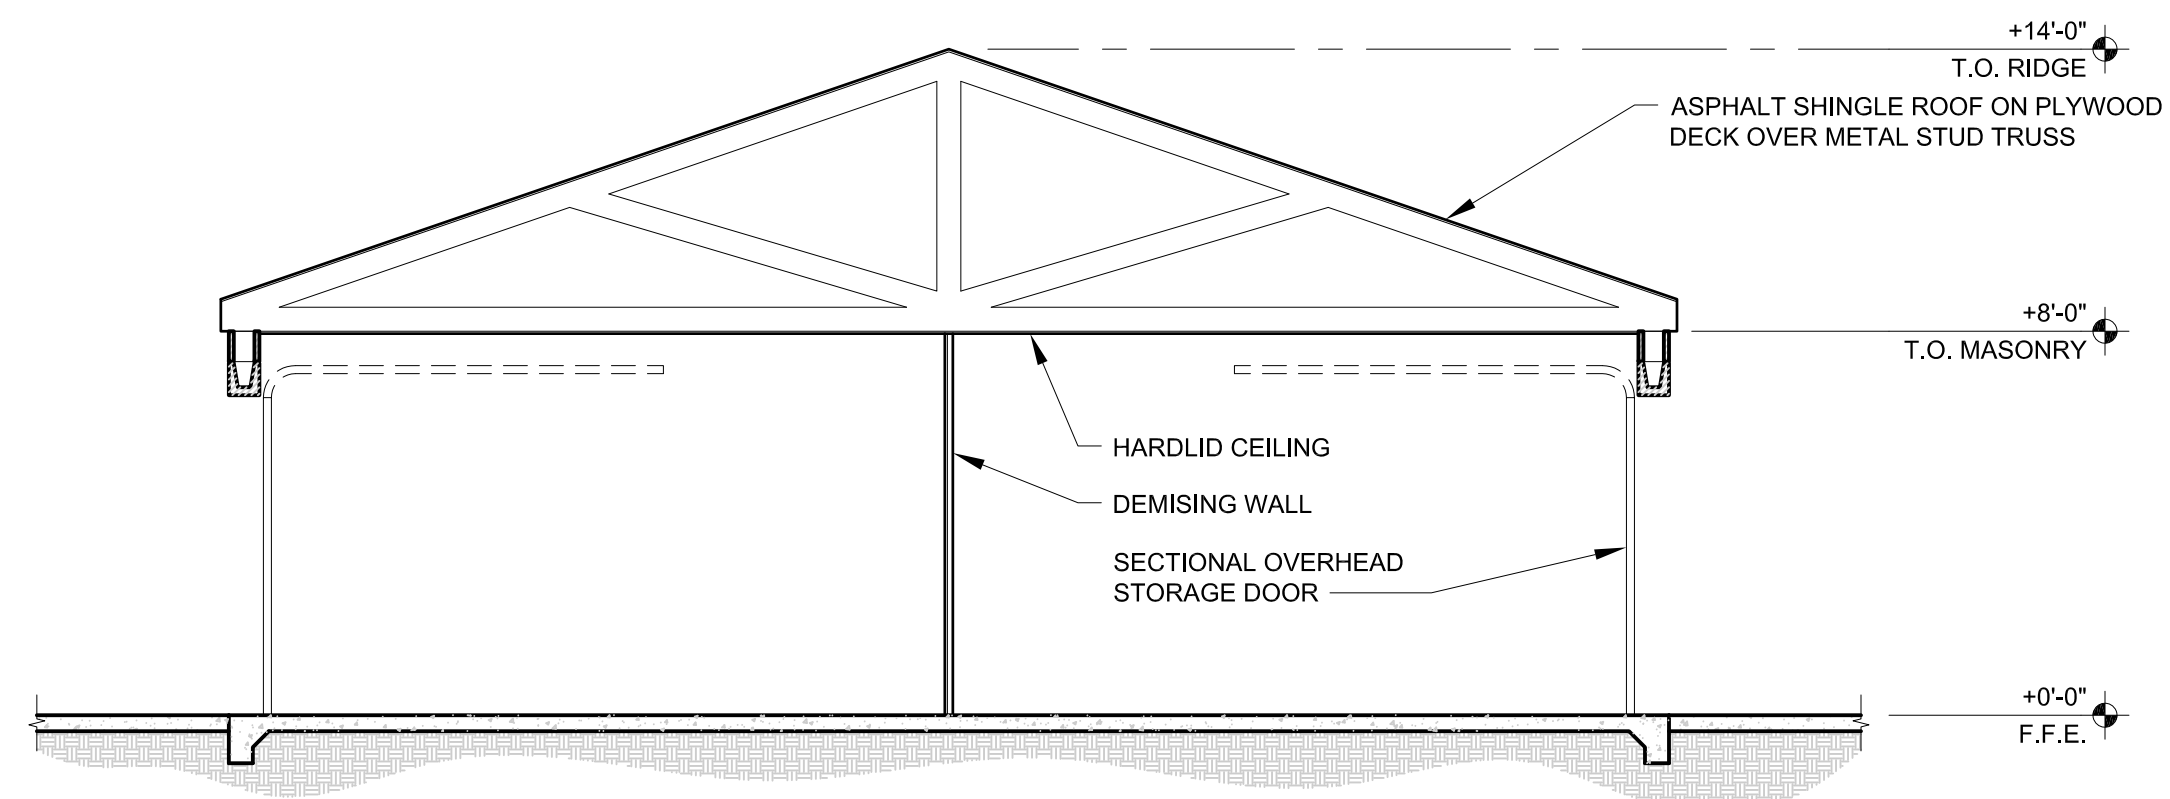 +14'-0"
T.O. RIDGE
ASPHALT SHINGLE ROOF ON PLYWOOD
DECK OVER METAL STUD TRUSS
+8'-0"
T.O. MASONRY
HARDLID CEILING
DEMISING WALL
SECTIONAL OVERHEAD
STORAGE DOOR
+0'-0"
F.F.E.